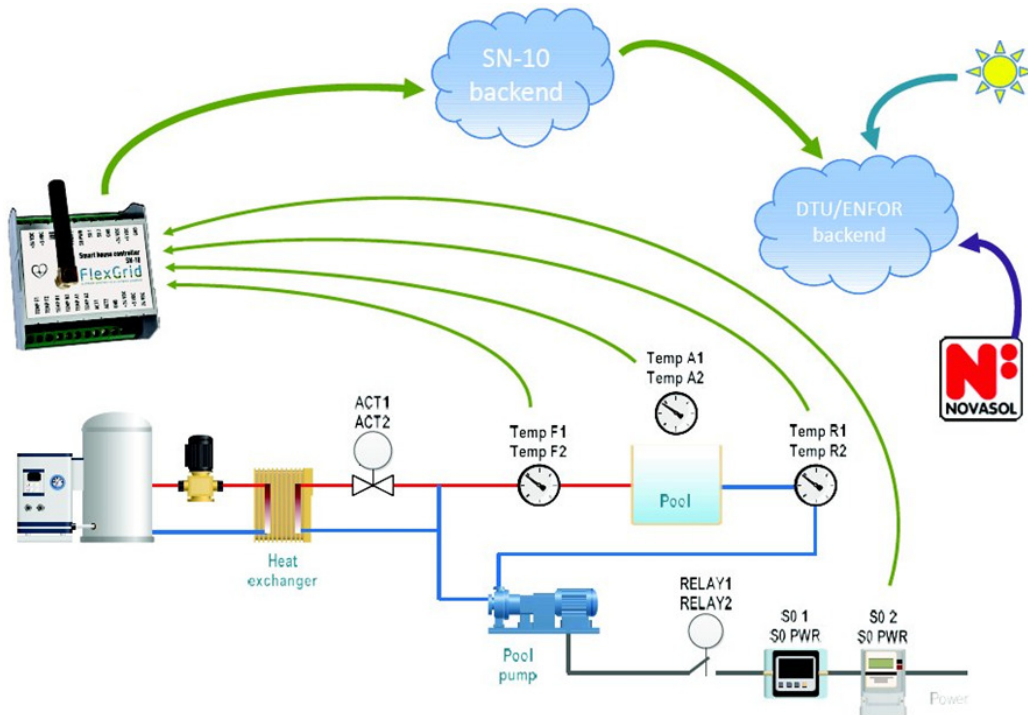 SN-10
backend
DTU/ENFOR
backend
Smart house controller
SN-10
FlexGrid
NOVASOL
Temp A1
Temp A2
ACT1
ACT2
Temp F1
Temp F2
Temp R1
Temp R2
Pool
Heat
exchanger
RELAY1
RELAY2
S0 1
S0 PWR
S0 2
S0 PWR
Pool
pump
Power